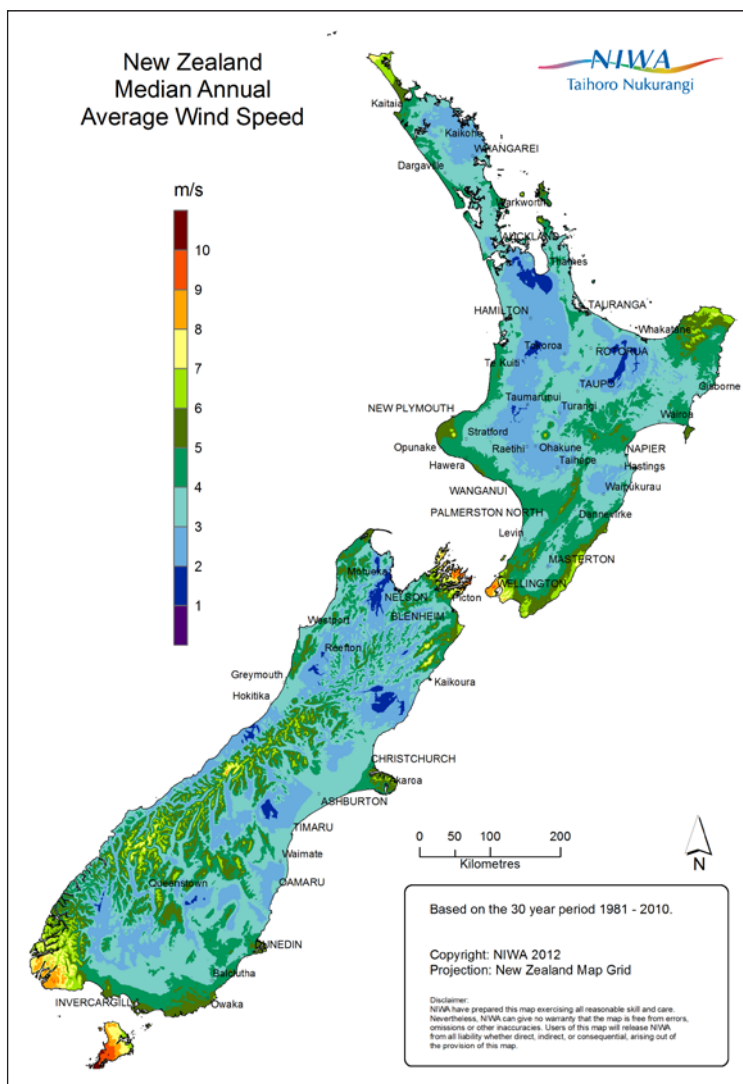 New Zealand
Median Annual
Average Wind Speed
NIWA
Taihoro Nukurangi
m/s
10
9
8
7
6
5
4
3
2
1
Kaitaia
Kaikohe
WHANGAREI
Dargaville
Warkworth
AUCKLAND
Thames
HAMILTON
TAURANGA
Whakatane
Tokoroa
ROTORUA
Te Kuiti
TAUPO
Gisborne
Taumarunui
NEW PLYMOUTH
Turangi
Wairoa
Stratford
Opunake
Raetihi
Ohakune
NAPIER
Hawera
Taihape
Hastings
WANGANUI
Waipukurau
PALMERSTON NORTH
Dannevirke
Levin
MASTERTON
Motueka
WELLINGTON
NELSON
Picton
BLENHEIM
Westport
Reefton
Greymouth
Kaikoura
Hokitika
CHRISTCHURCH
Akaroa
ASHBURTON
TIMARU
Waimate
Queenstown
OAMARU
DUNEDIN
Balclutha
INVERCARGILL
Owaka
0 50 100 200
Kilometres
N
Based on the 30 year period 1981 - 2010.
Copyright: NIWA 2012
Projection: New Zealand Map Grid
Disclaimer:
NIWA have prepared this map exercising all reasonable skill and care.
Nevertheless, NIWA can give no warranty that the map is free from errors,
omissions or other inaccuracies. Users of this map will release NIWA
from all liability whether direct, indirect, or consequential, arising out of
the provision of this map.